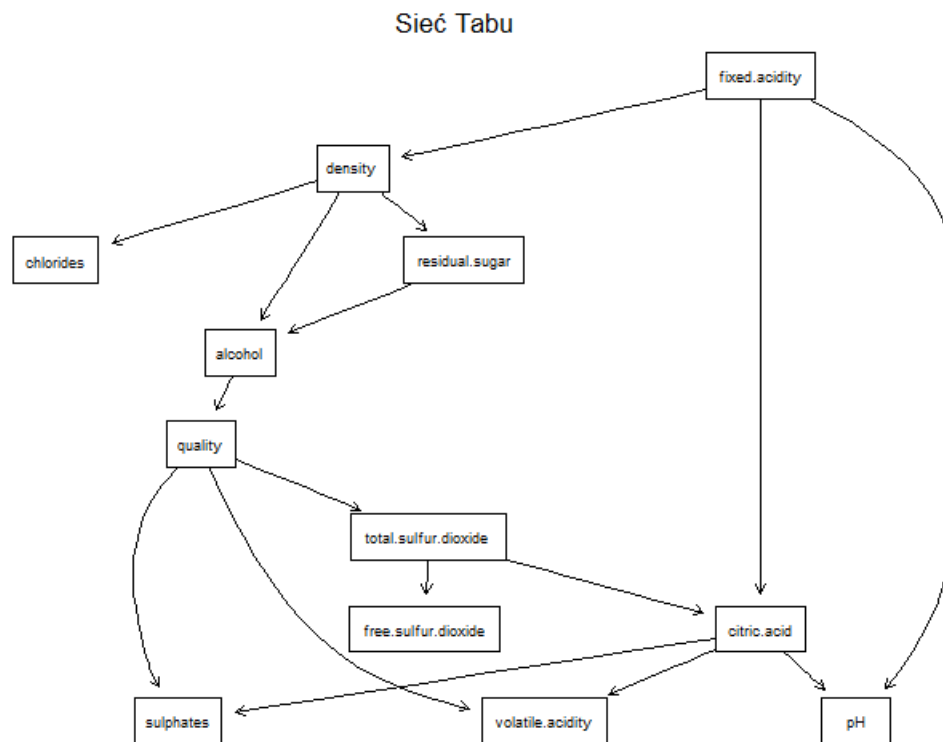 Sieć Tabu
fixed.acidity
density
chlorides
residual.sugar
alcohol
quality
total.sulfur.dioxide
free.sulfur.dioxide
citric.acid
sulphates
volatile.acidity
pH